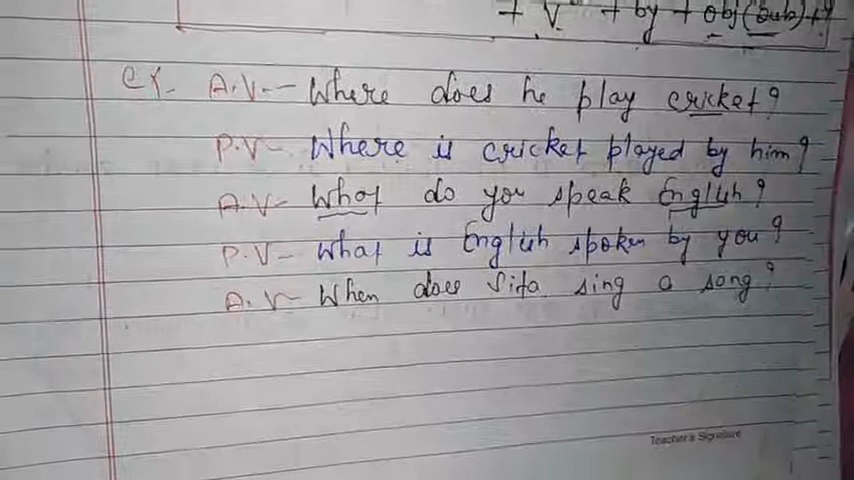 + V + by + obj(sub)+?
ex- A.V.- Where does he play cricket?
P.V- Where is cricket played by him?
A.V- What do you speak English?
P.V- What is English spoken by you?
A.V- When does Sita sing a song?
Teacher's Signature